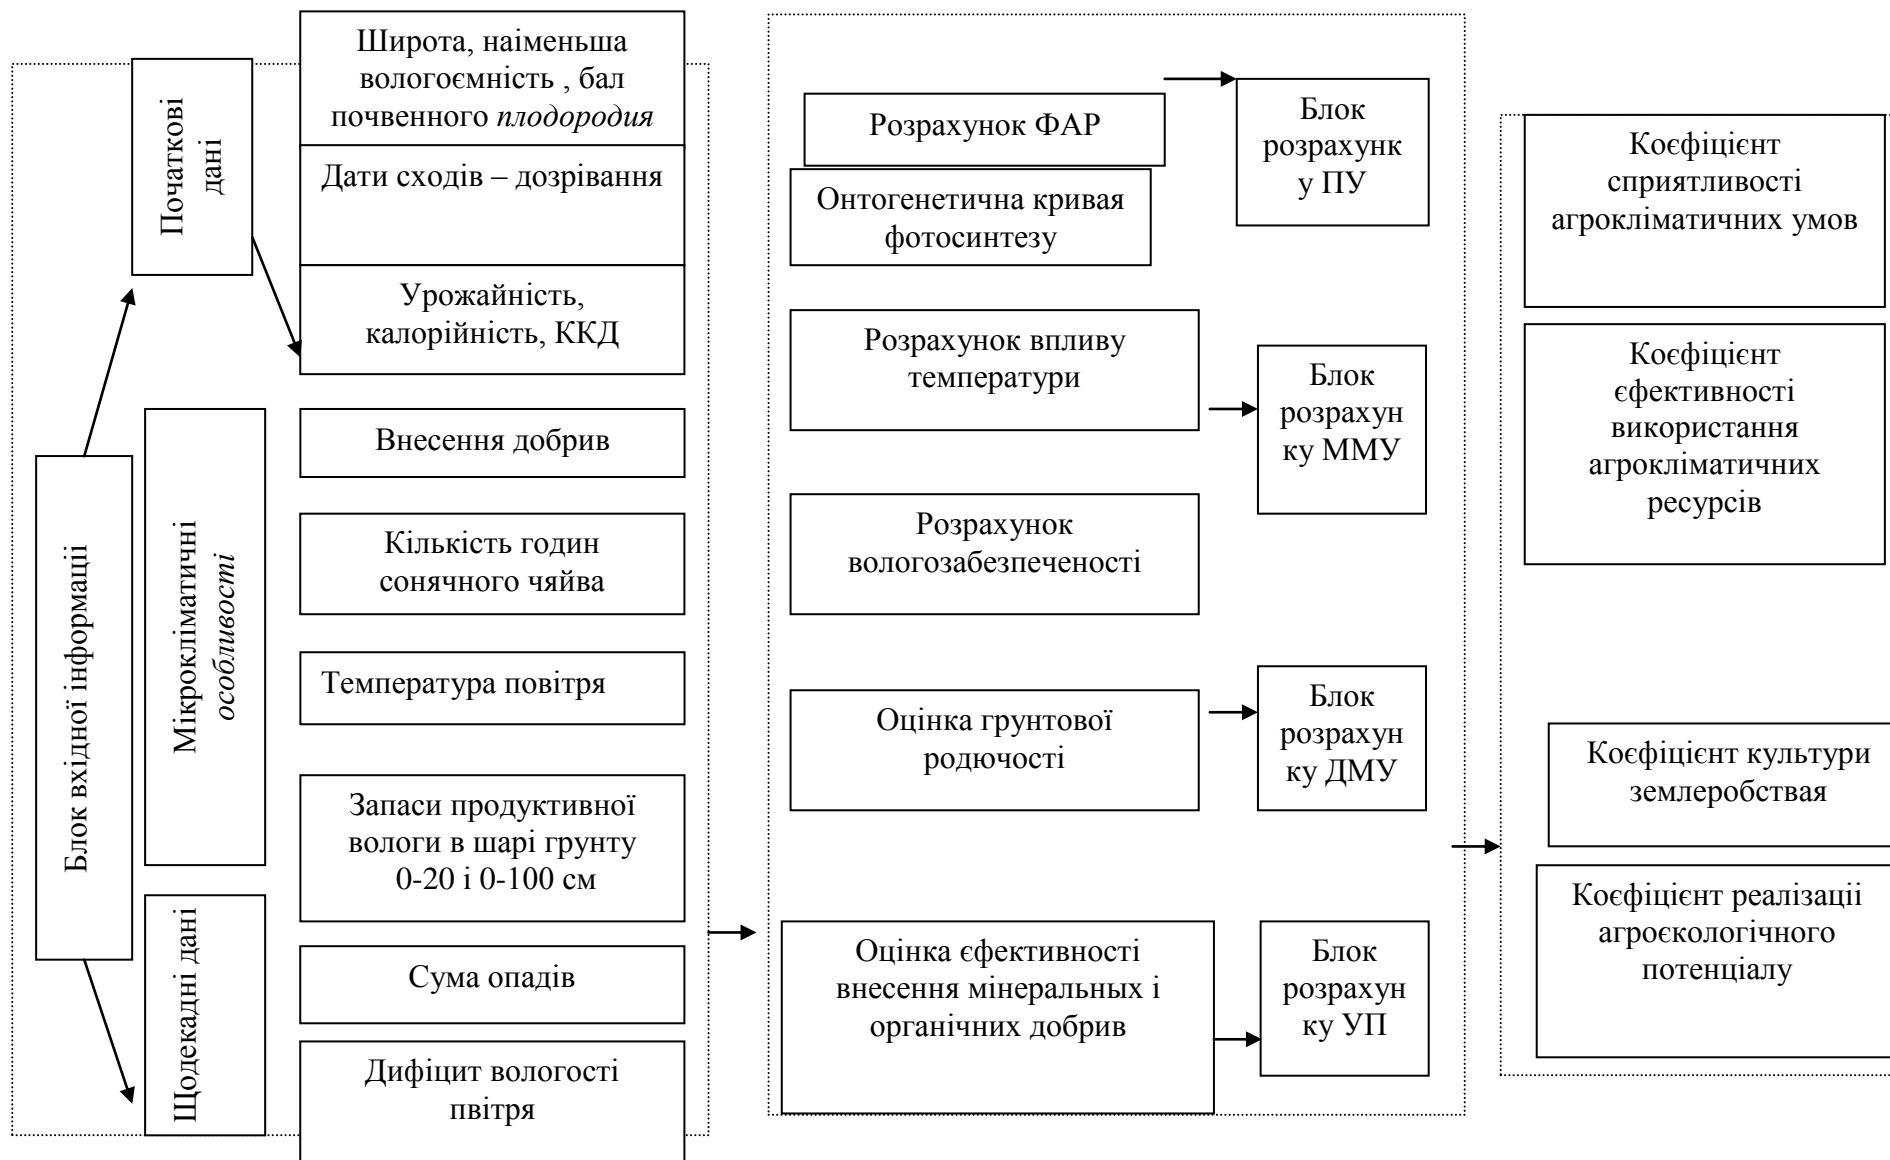 Блок вхідної інформаціі
Початкові
дані
Мікрокліматичні
особливості
Щодекадні дані
Широта, наіменьша
вологоємність , бал
почвенного плодородия
Дати сходів – дозрівання
Урожайність,
калорійність, ККД
Внесення добрив
Кількість годин
сонячного чяйва
Температура повітря
Запаси продуктивної
вологи в шарі грунту
0-20 і 0-100 см
Сума опадів
Дифіцит вологості
пвітря
Розрахунок ФАР
Онтогенетична кривая
фотосинтезу
Розрахунок впливу
температури
Розрахунок
вологозабезпеченості
Оцінка грунтової
родючості
Оцінка єфективності
внесення мінеральных і
органічних добрив
Блок
розрахунк
у ПУ
Блок
розрахун
ку ММУ
Блок
розрахун
ку ДМУ
Блок
розрахун
ку УП
Коєфіцієнт
сприятливості
агрокліматичних умов
Коєфіцієнт
єфективності
використання
агрокліматичних
ресурсів
Коєфіцієнт культури
землеробствая
Коєфіцієнт реалізаціі
агроєкологічного
потенціалу